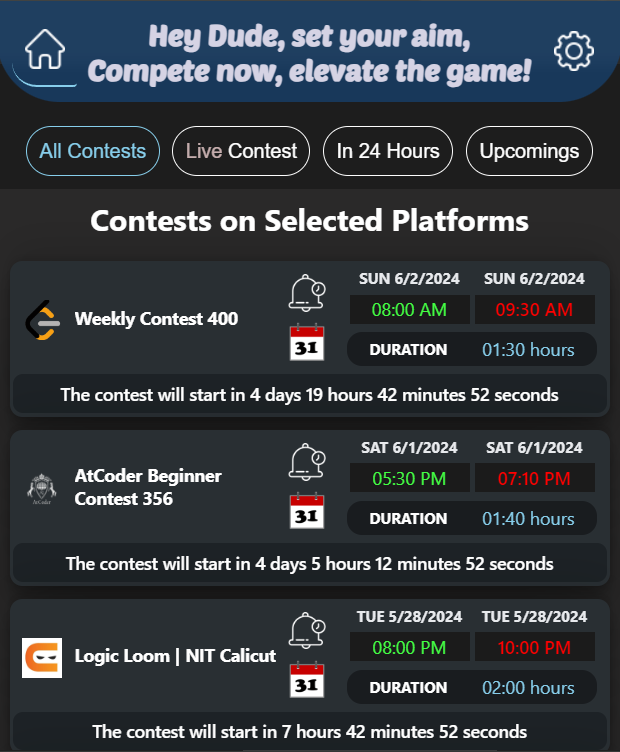 Hey Dude, set your aim,
Compete now, elevate the game!
All Contests
Live Contest
In 24 Hours
Upcomings
Contests on Selected Platforms
Weekly Contest 400
31
SUN 6/2/2024
SUN 6/2/2024
08:00 AM
09:30 AM
DURATION
01:30 hours
The contest will start in 4 days 19 hours 42 minutes 52 seconds
AtCoder
AtCoder Beginner
Contest 356
31
SAT 6/1/2024
SAT 6/1/2024
05:30 PM
07:10 PM
DURATION
01:40 hours
The contest will start in 4 days 5 hours 12 minutes 52 seconds
Logic Loom | NIT Calicut
31
TUE 5/28/2024
TUE 5/28/2024
08:00 PM
10:00 PM
DURATION
02:00 hours
The contest will start in 7 hours 42 minutes 52 seconds